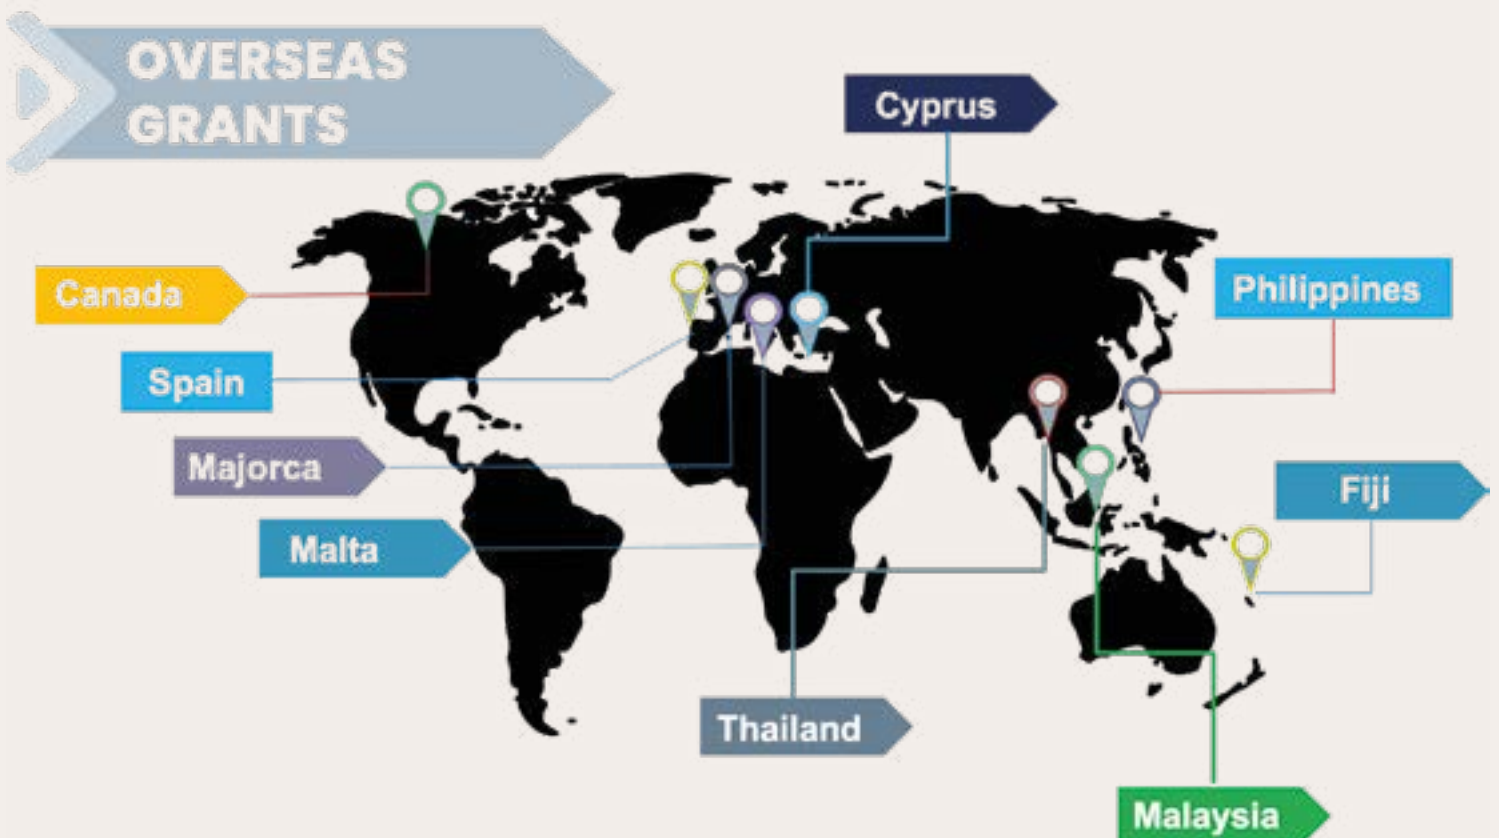 OVERSEAS
GRANTS
Cyprus
Canada
Philippines
Spain
Majorca
Fiji
Malta
Thailand
Malaysia